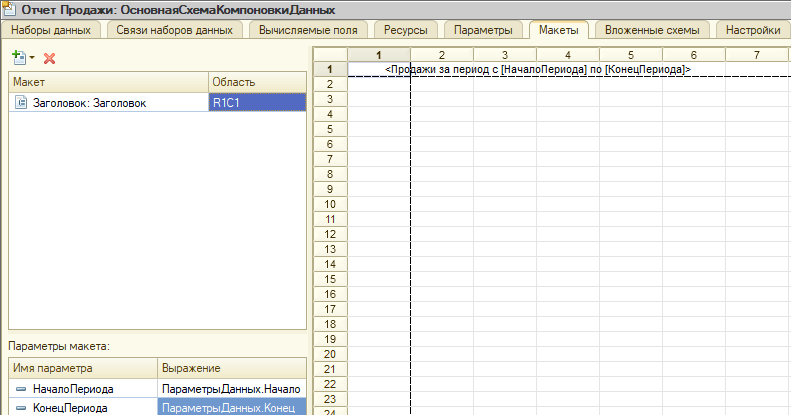 Отчет Продажи: ОсновнаяСхемаКомпоновкиДанных
Наборы данных Связи наборов данных Вычисляемые поля Ресурсы Параметры Макеты Вложенные схемы Настройки
Макет Область
Заголовок: Заголовок R1C1
1 2 3 4 5 6 7
1 <Продажи за период с [НачалоПериода] по [КонецПериода]>
2
3
4
5
6
7
8
9
10
11
12
13
14
15
16
17
18
19
20
21
22
23
24
Параметры макета:
Имя параметра Выражение
НачалоПериода ПараметрыДанных.Начало
КонецПериода ПараметрыДанных.Конец